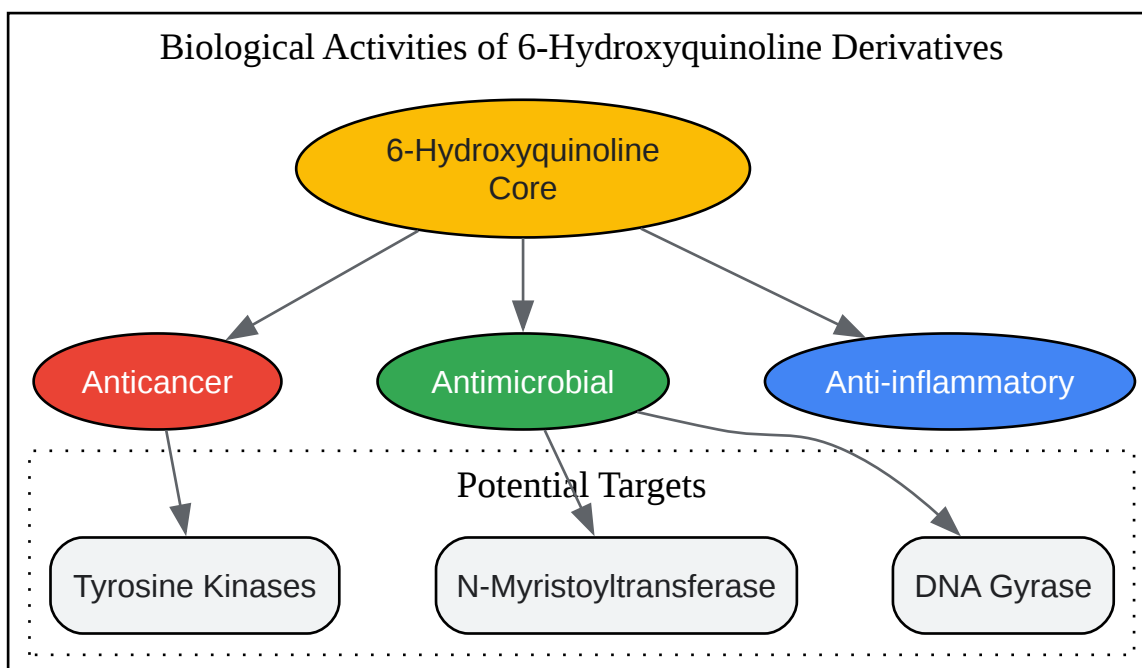 Biological Activities of 6-Hydroxyquinoline Derivatives
6-Hydroxyquinoline
Core
Anticancer
Antimicrobial
Anti-inflammatory
Potential Targets
Tyrosine Kinases
N-Myristoyltransferase
DNA Gyrase